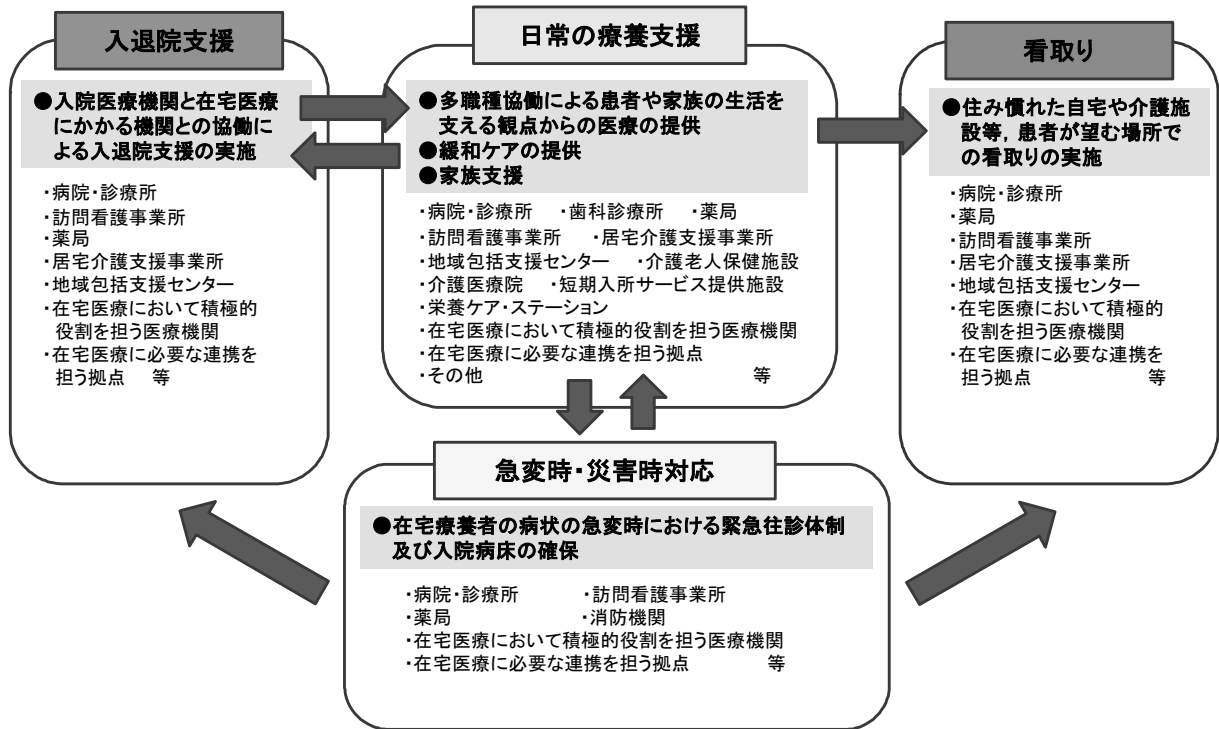 入退院支援
●入院医療機関と在宅医療
にかかる機関との協働に
よる入退院支援の実施
・病院・診療所
・訪問看護事業所
・薬局
・居宅介護支援事業所
・地域包括支援センター
・在宅医療において積極的
役割を担う医療機関
・在宅医療に必要な連携を
担う拠点 等
日常の療養支援
●多職種協働による患者や家族の生活を
支える観点からの医療の提供
●緩和ケアの提供
●家族支援
・病院・診療所 ・歯科診療所 ・薬局
・訪問看護事業所 ・居宅介護支援事業所
・地域包括支援センター ・介護老人保健施設
・介護医療院 ・短期入所サービス提供施設
・栄養ケア・ステーション
・在宅医療において積極的役割を担う医療機関
・在宅医療に必要な連携を担う拠点
・その他 等
看取り
●住み慣れた自宅や介護施
設等，患者が望む場所で
の看取りの実施
・病院・診療所
・薬局
・訪問看護事業所
・居宅介護支援事業所
・地域包括支援センター
・在宅医療において積極的
役割を担う医療機関
・在宅医療に必要な連携を
担う拠点 等
急変時・災害時対応
●在宅療養者の病状の急変時における緊急往診体制
及び入院病床の確保
・病院・診療所 ・訪問看護事業所
・薬局 ・消防機関
・在宅医療において積極的役割を担う医療機関
・在宅医療に必要な連携を担う拠点 等